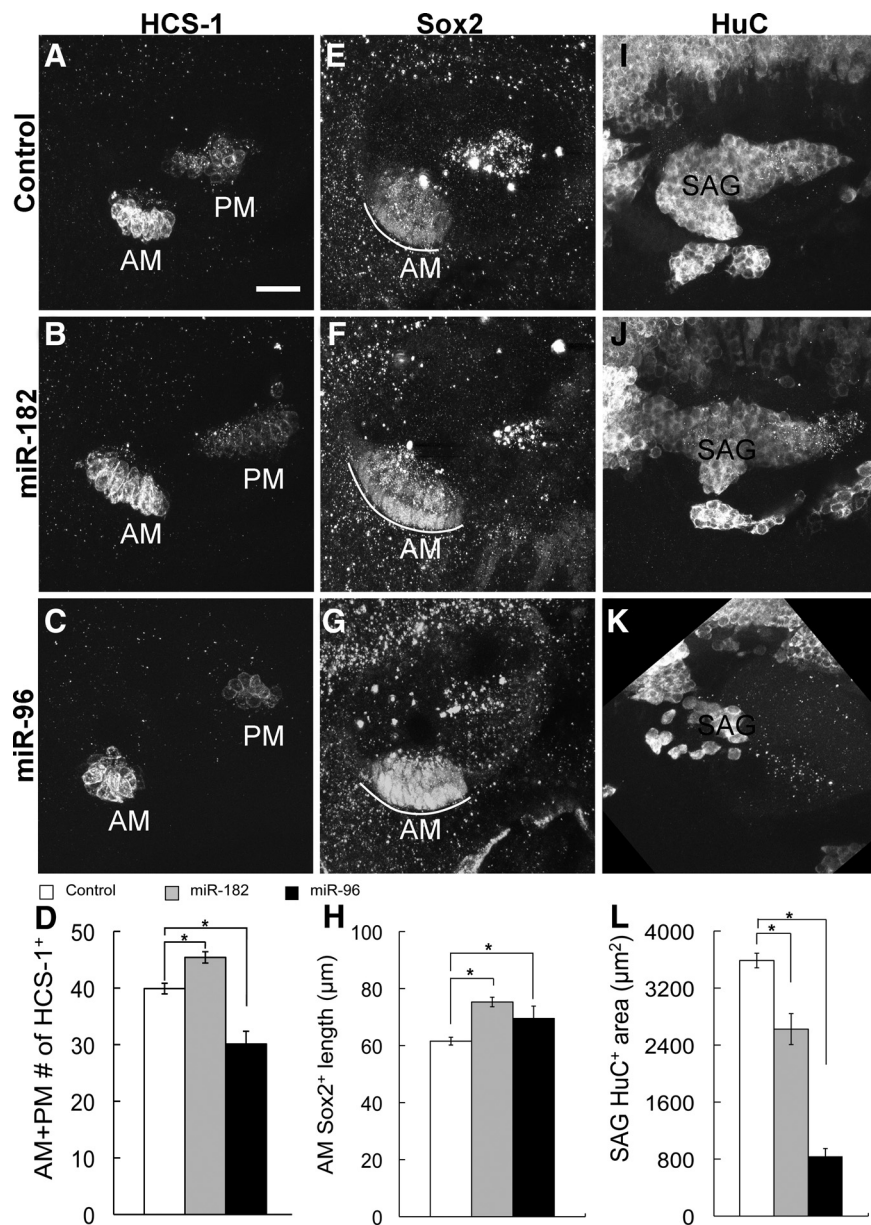 HCS-1 Sox2 HuC
Control
A E I
PM AM AM SAG
miR-182
B F J
PM AM AM SAG
miR-96
C G K
PM AM AM SAG
Control miR-182 miR-96
D H L
AM+PM # of HCS-1⁺
50
40
30
20
10
0
* *
AM Sox2⁺ length (µm)
100
80
60
40
20
0
* *
SAG HuC⁺ area (µm²)
4000
3200
2400
1600
800
0
* *